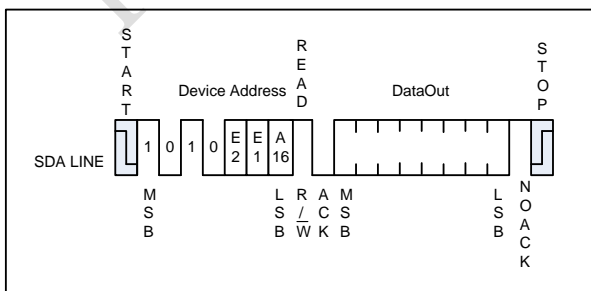 START
READ
STOP
Device Address
DataOut
SDA LINE
1 0 1 0 E2 E1 A16
MSB
LSB
R/W
ACK
MSB
LSB
NOACK